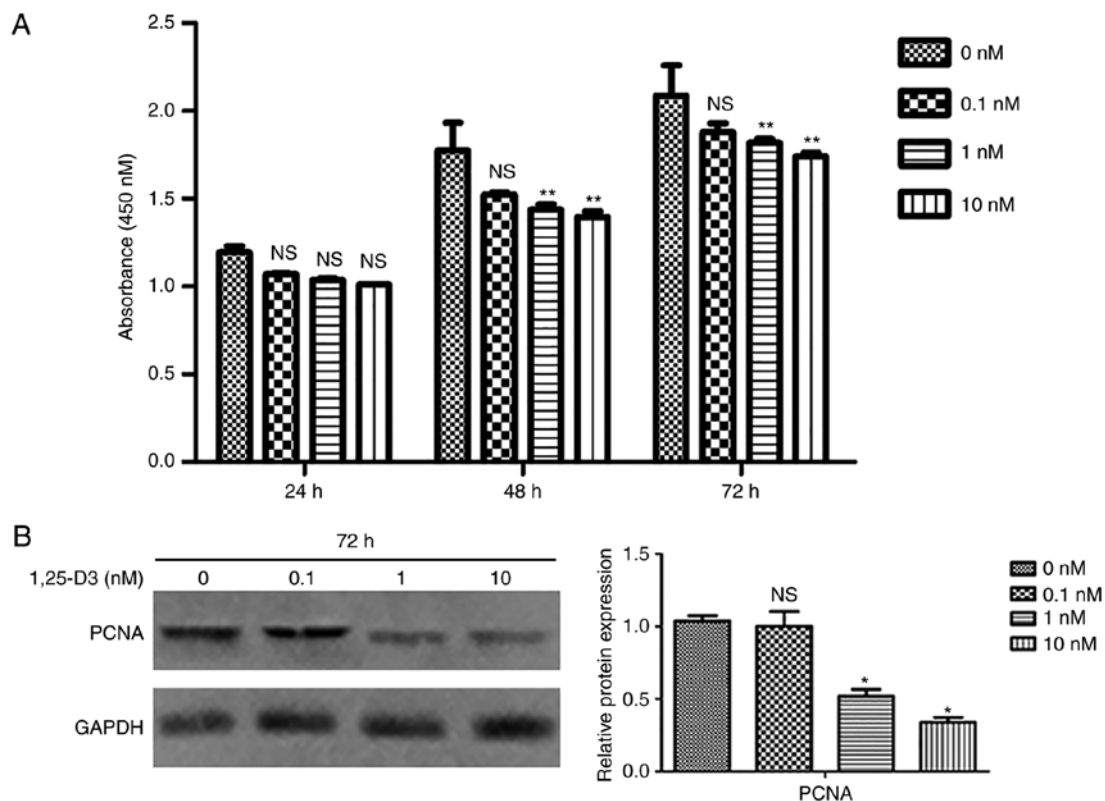 A
Absorbance (450 nM)
2.5
2.0
1.5
1.0
0.5
0.0
NS NS NS
NS ** **
NS ** **
24 h 48 h 72 h
0 nM
0.1 nM
1 nM
10 nM
B
72 h
1,25-D3 (nM) 0 0.1 1 10
PCNA
GAPDH
Relative protein expression
1.5
1.0
0.5
0.0
NS * *
PCNA
0 nM
0.1 nM
1 nM
10 nM